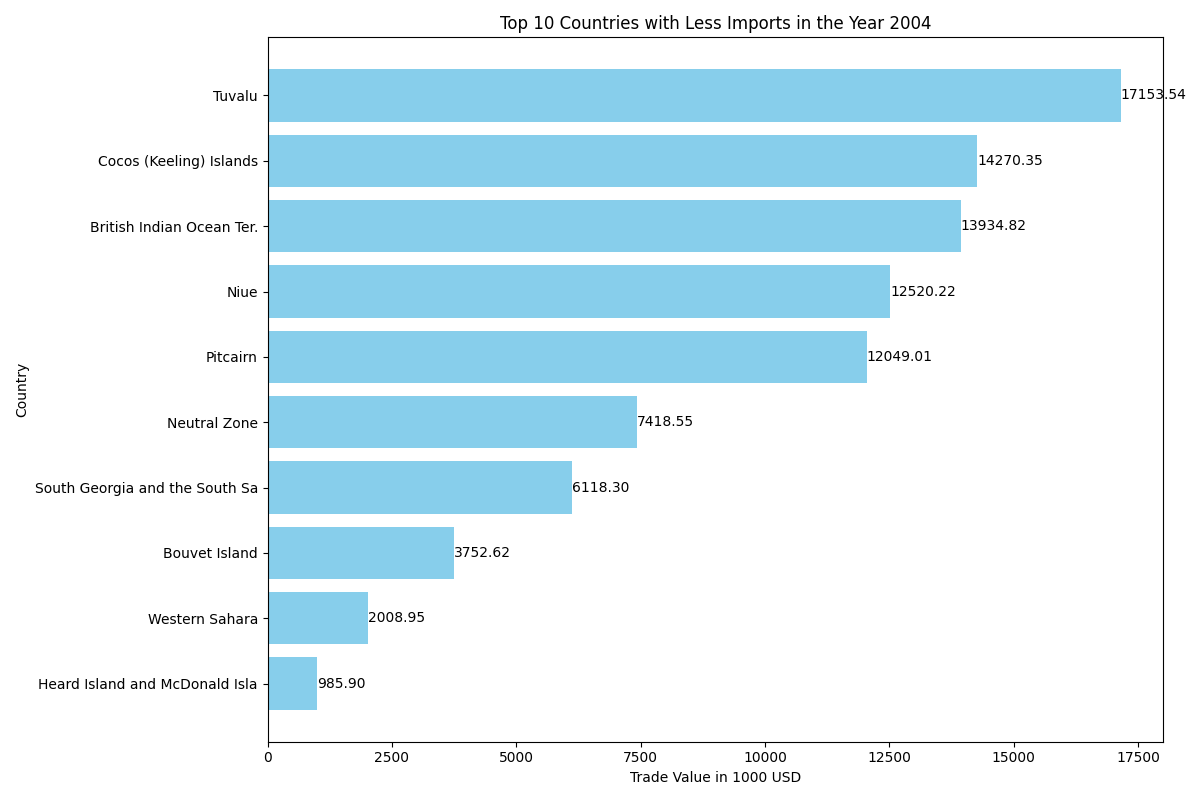 Top 10 Countries with Less Imports in the Year 2004
Country
Tuvalu 17153.54
Cocos (Keeling) Islands 14270.35
British Indian Ocean Ter. 13934.82
Niue 12520.22
Pitcairn 12049.01
Neutral Zone 7418.55
South Georgia and the South Sa 6118.30
Bouvet Island 3752.62
Western Sahara 2008.95
Heard Island and McDonald Isla 985.90
0 2500 5000 7500 10000 12500 15000 17500
Trade Value in 1000 USD